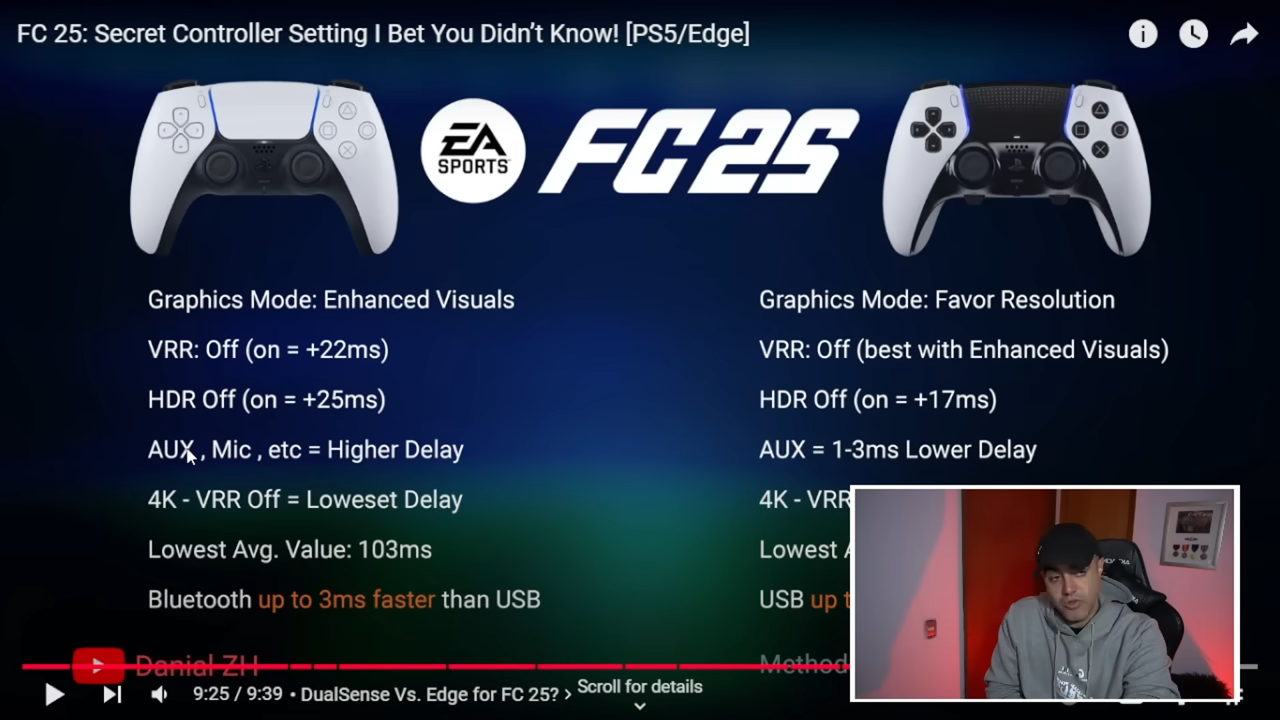 FC 25: Secret Controller Setting I Bet You Didn't Know! [PS5/Edge]
EA
SPORTS
FC 25
Graphics Mode: Enhanced Visuals
VRR: Off (on = +22ms)
HDR Off (on = +25ms)
AUX , Mic , etc = Higher Delay
4K - VRR Off = Loweset Delay
Lowest Avg. Value: 103ms
Bluetooth up to 3ms faster than USB
Graphics Mode: Favor Resolution
VRR: Off (best with Enhanced Visuals)
HDR Off (on = +17ms)
AUX = 1-3ms Lower Delay
4K - VRR
Lowest
USB up
Danial ZH
Method
9:25 / 9:39 • DualSense Vs. Edge for FC 25? ›
Scroll for details